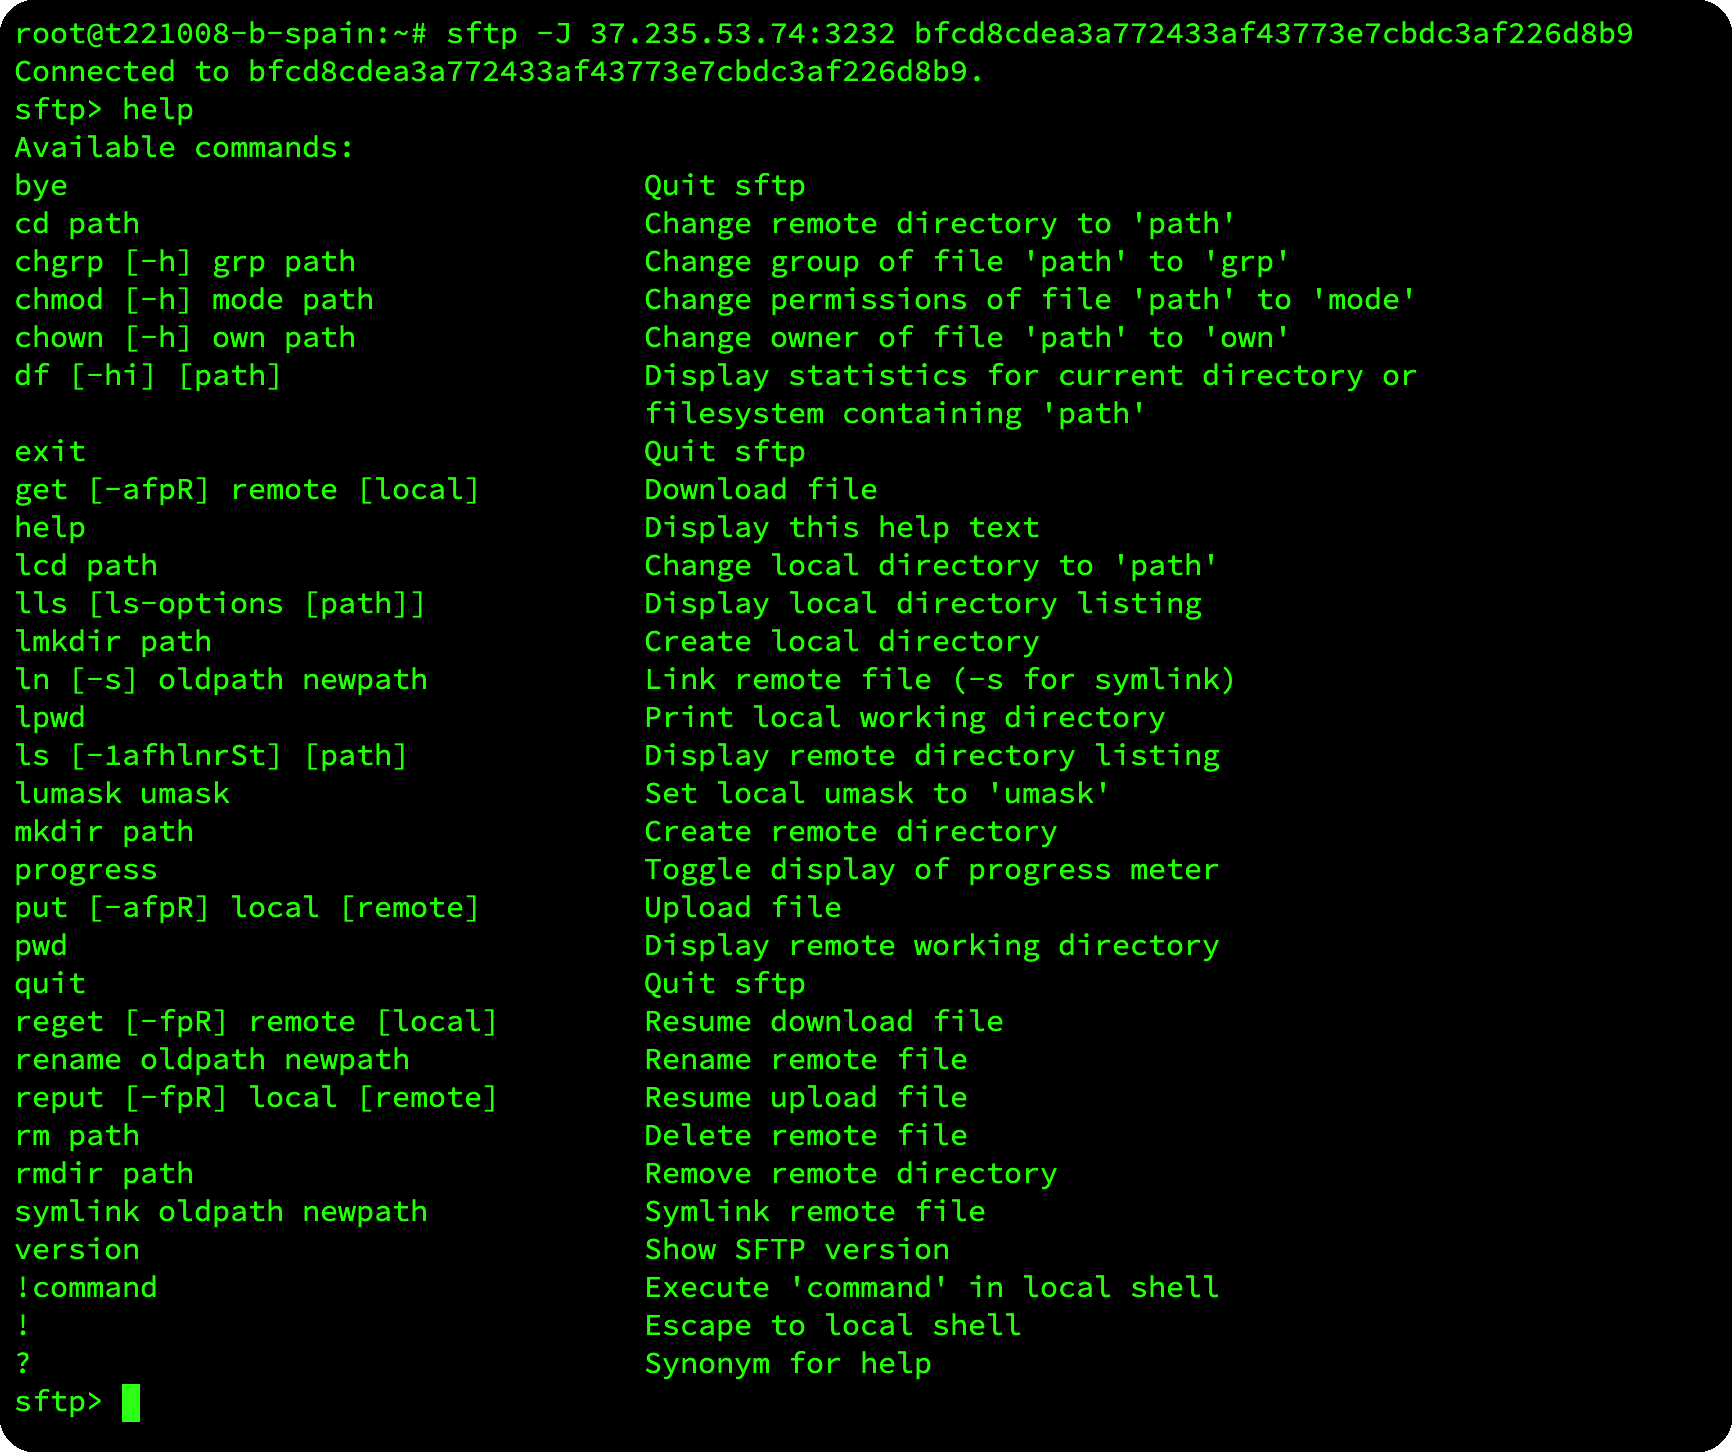 root@t221008-b-spain:~# sftp -J 37.235.53.74:3232 bfcd8cdea3a772433af43773e7cbdc3af226d8b9
Connected to bfcd8cdea3a772433af43773e7cbdc3af226d8b9.
sftp> help
Available commands:
bye                                Quit sftp
cd path                            Change remote directory to 'path'
chgrp [-h] grp path                Change group of file 'path' to 'grp'
chmod [-h] mode path               Change permissions of file 'path' to 'mode'
chown [-h] own path                Change owner of file 'path' to 'own'
df [-hi] [path]                    Display statistics for current directory or
                                   filesystem containing 'path'
exit                               Quit sftp
get [-afpR] remote [local]         Download file
help                               Display this help text
lcd path                           Change local directory to 'path'
lls [ls-options [path]]            Display local directory listing
lmkdir path                        Create local directory
ln [-s] oldpath newpath            Link remote file (-s for symlink)
lpwd                               Print local working directory
ls [-1afhlnrSt] [path]             Display remote directory listing
lumask umask                       Set local umask to 'umask'
mkdir path                         Create remote directory
progress                           Toggle display of progress meter
put [-afpR] local [remote]         Upload file
pwd                                Display remote working directory
quit                               Quit sftp
reget [-fpR] remote [local]        Resume download file
rename oldpath newpath             Rename remote file
reput [-fpR] local [remote]        Resume upload file
rm path                            Delete remote file
rmdir path                         Remove remote directory
symlink oldpath newpath            Symlink remote file
version                            Show SFTP version
!command                           Execute 'command' in local shell
!                                  Escape to local shell
?                                  Synonym for help
sftp>